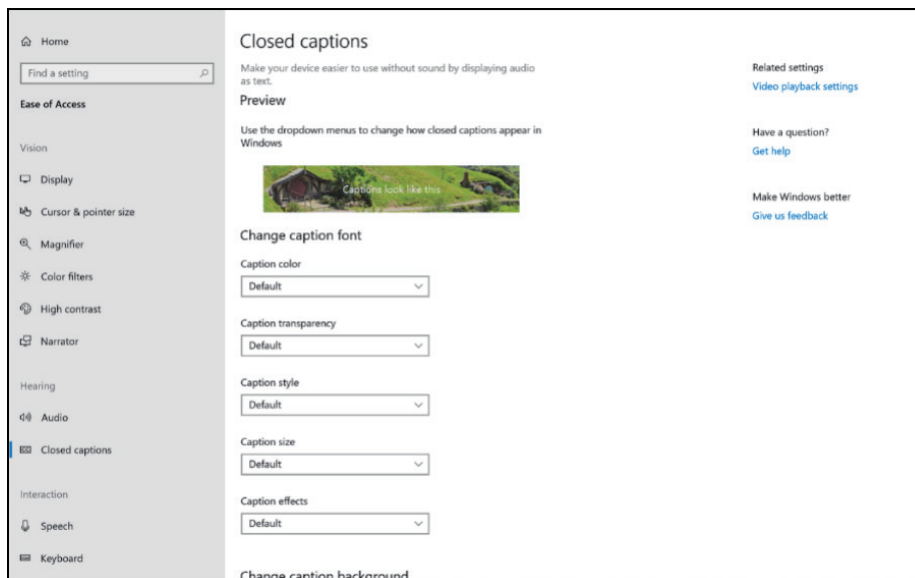 Home
Find a setting
Ease of Access
Vision
Display
Cursor & pointer size
Magnifier
Color filters
High contrast
Narrator
Hearing
Audio
Closed captions
Interaction
Speech
Keyboard
Closed captions
Make your device easier to use without sound by displaying audio
as text.
Preview
Use the dropdown menus to change how closed captions appear in
Windows
Captions look like this
Change caption font
Caption color
Default
Caption transparency
Default
Caption style
Default
Caption size
Default
Caption effects
Default
Change caption background
Related settings
Video playback settings
Have a question?
Get help
Make Windows better
Give us feedback